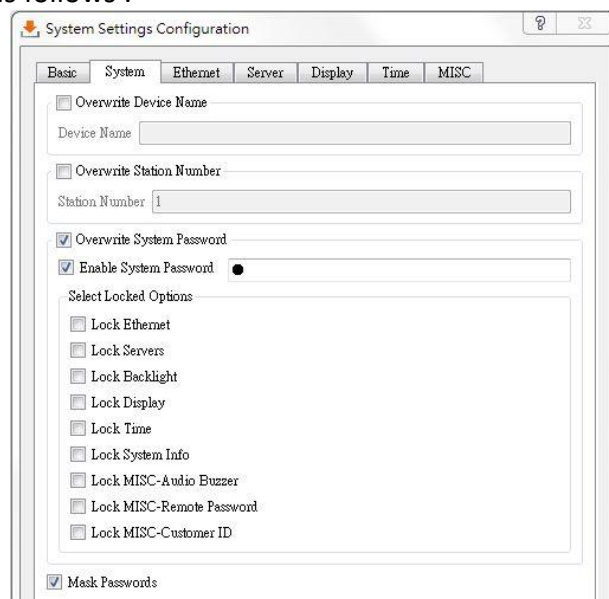 s follows :
System Settings Configuration
Basic System Ethernet Server Display Time MISC
Overwrite Device Name
Device Name
Overwrite Station Number
Station Number 1
Overwrite System Password
Enable System Password ●
Select Locked Options
Lock Ethernet
Lock Servers
Lock Backlight
Lock Display
Lock Time
Lock System Info
Lock MISC-Audio Buzzer
Lock MISC-Remote Password
Lock MISC-Customer ID
Mask Passwords